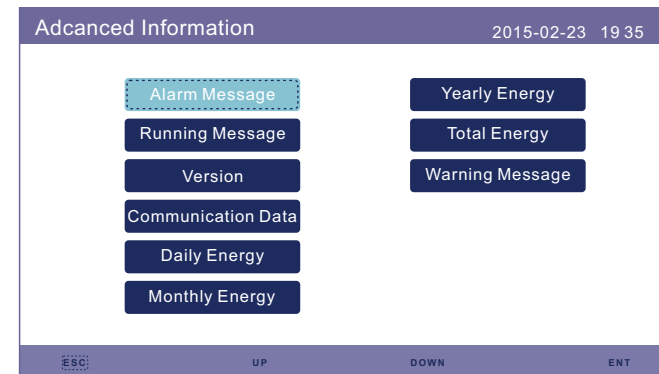 Adcanced Information
2015-02-23 19 35
Alarm Message
Running Message
Version
Communication Data
Daily Energy
Monthly Energy
Yearly Energy
Total Energy
Warning Message
ESC UP DOWN ENT